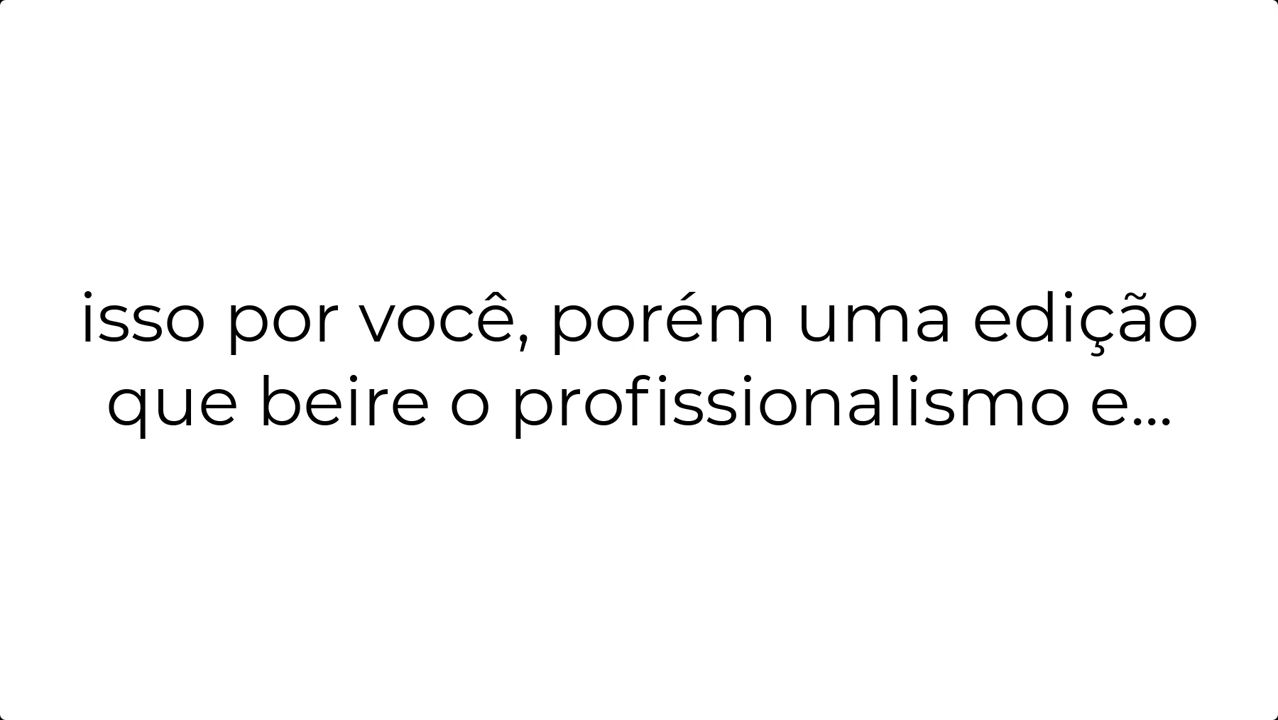 isso por você, porém uma edição
que beire o profissionalismo e...